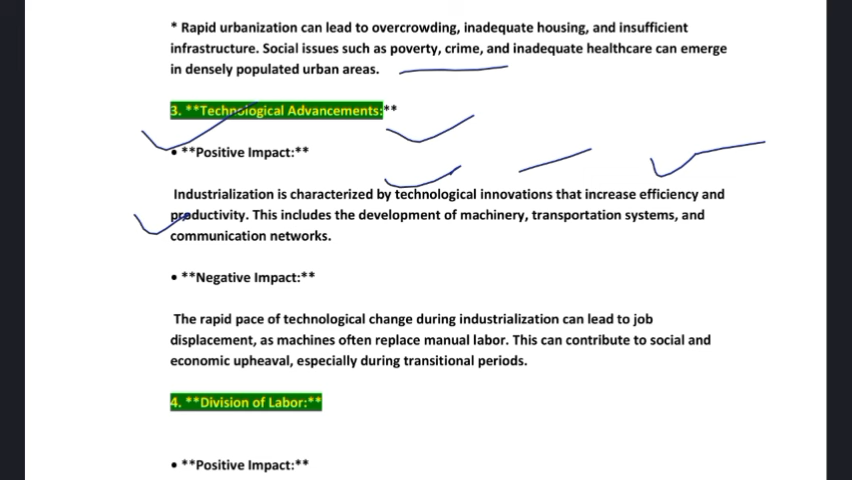 * Rapid urbanization can lead to overcrowding, inadequate housing, and insufficient
infrastructure. Social issues such as poverty, crime, and inadequate healthcare can emerge
in densely populated urban areas.
3. **Technological Advancements:**
• **Positive Impact:**
Industrialization is characterized by technological innovations that increase efficiency and
productivity. This includes the development of machinery, transportation systems, and
communication networks.
• **Negative Impact:**
The rapid pace of technological change during industrialization can lead to job
displacement, as machines often replace manual labor. This can contribute to social and
economic upheaval, especially during transitional periods.
4. **Division of Labor:**
• **Positive Impact:**